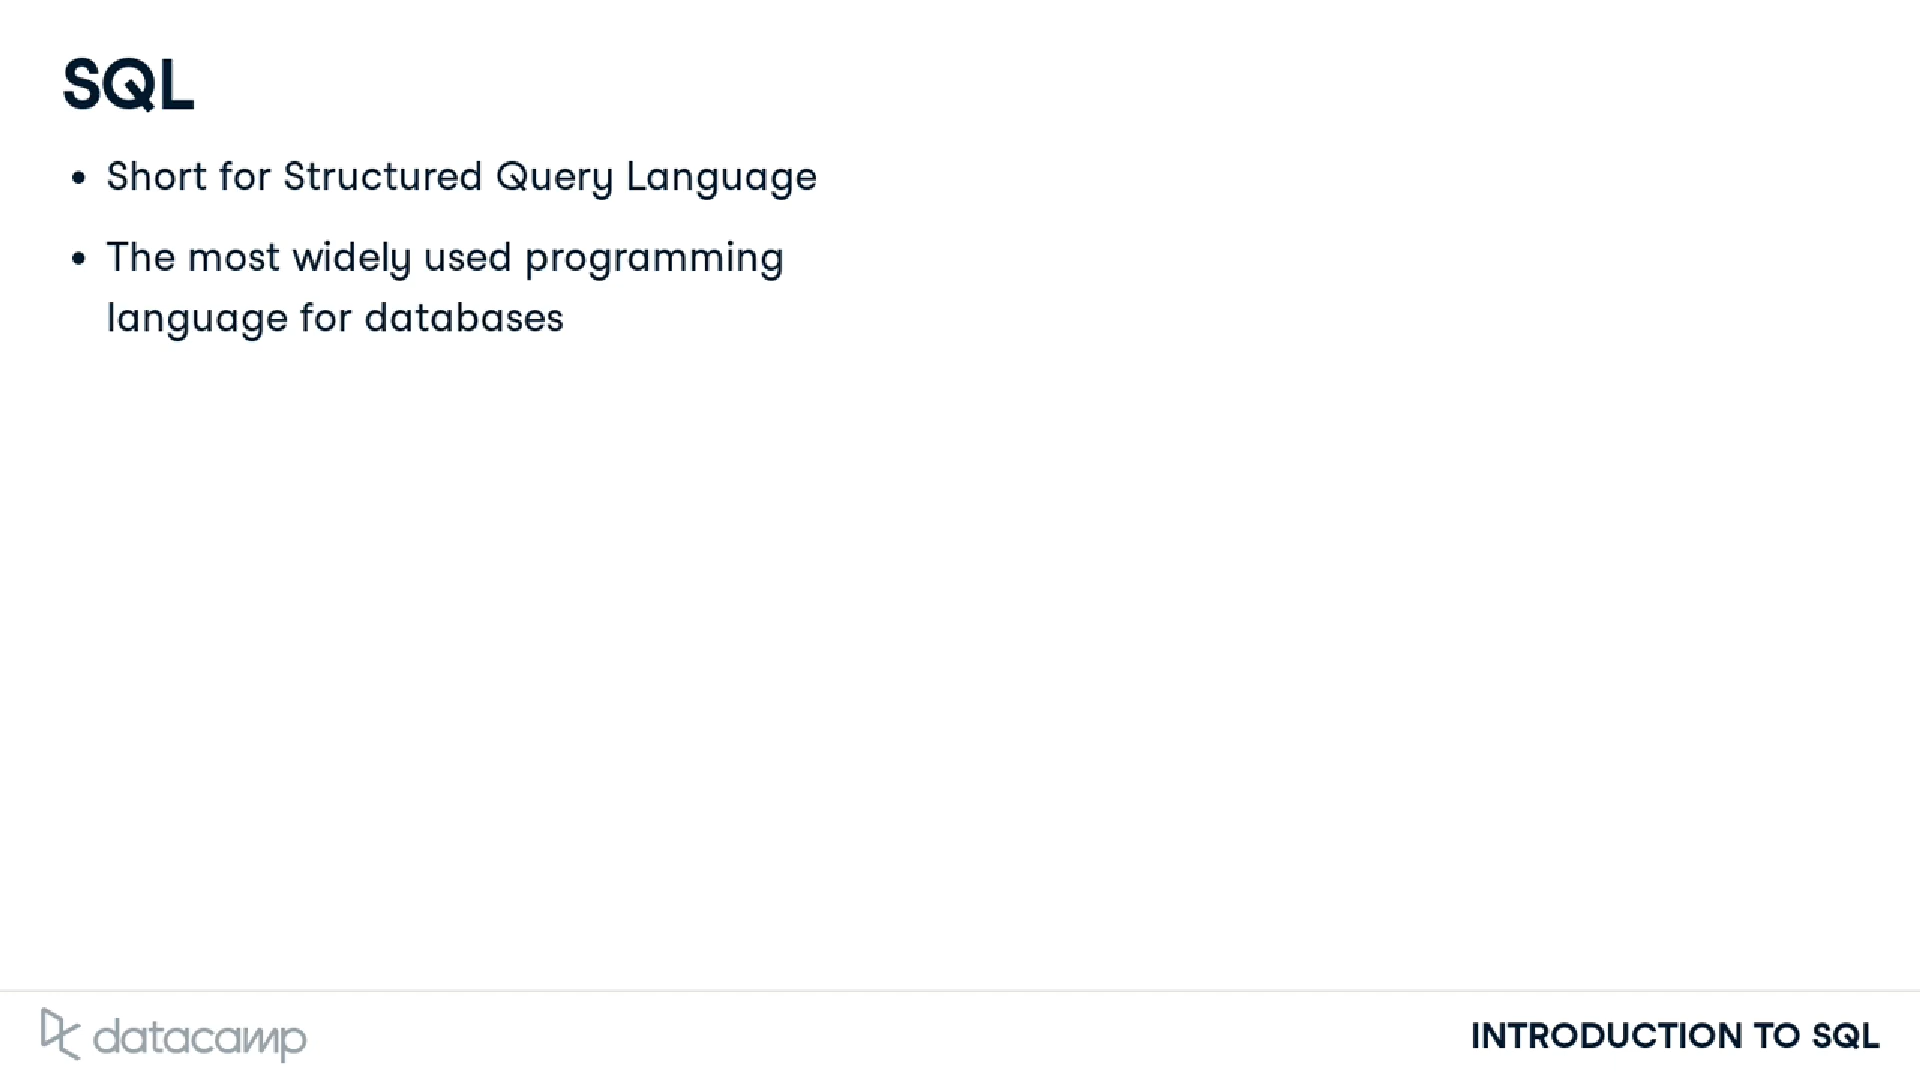 SQL
• Short for Structured Query Language
• The most widely used programming
language for databases
datacamp
INTRODUCTION TO SQL